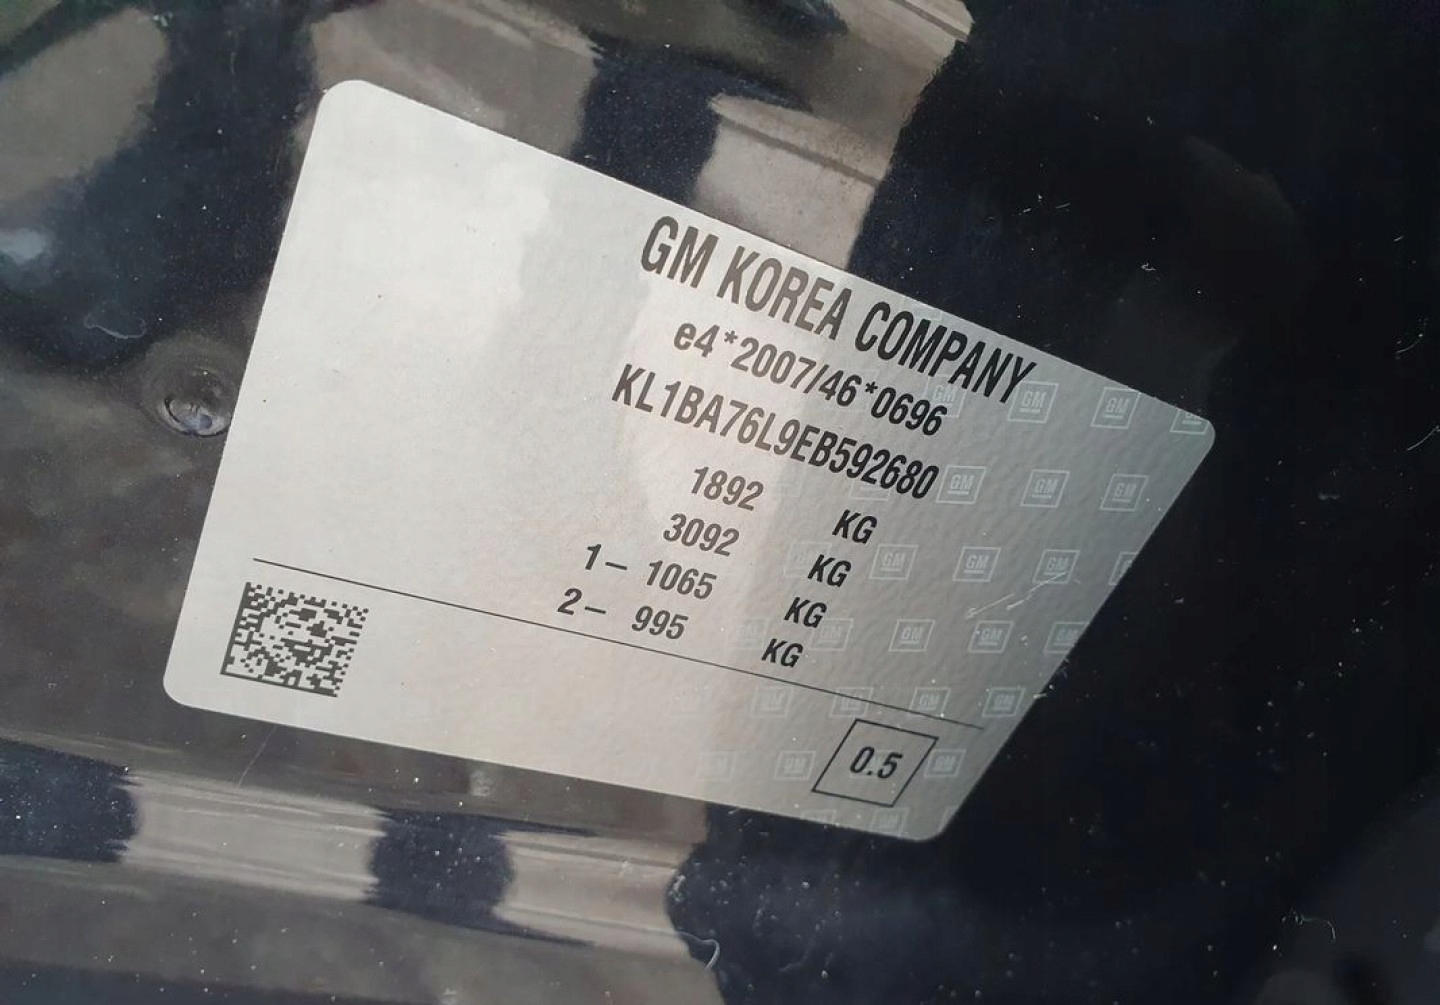 GM KOREA COMPANY
e4*2007/46*0696
KL1BA76L9EB592680
1892 KG
3092 KG
1– 1065 KG
2– 995 KG
0.5